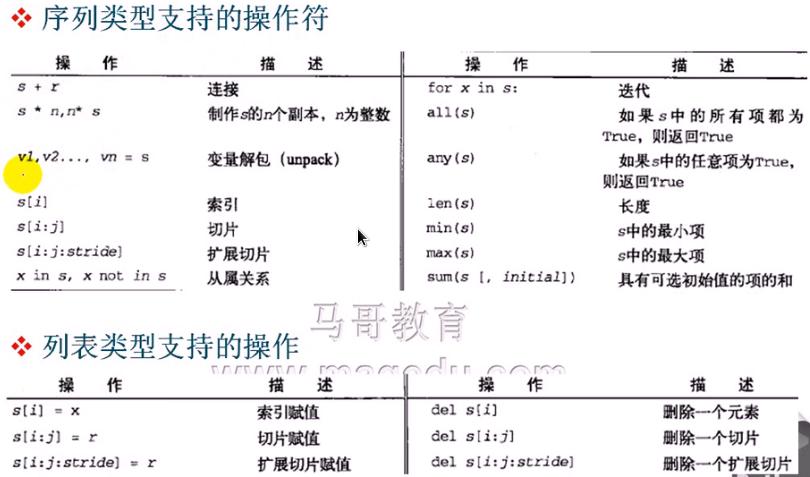 序列类型支持的操作符
操 作 描 述 操 作 描 述
s + r 连接 for x in s: 迭代
s * n,n* s 制作s的n个副本，n为整数 all(s) 如果s中的所有项都为
True，则返回True
v1,v2..., vn = s 变量解包（unpack） any(s) 如果s中的任意项为True，
则返回True
s[i] 索引 len(s) 长度
s[i:j] 切片 min(s) s中的最小项
s[i:j:stride] 扩展切片 max(s) s中的最大项
x in s, x not in s 从属关系 sum(s [, initial]) 具有可选初始值的项的和
马哥教育
www.magedu.com
列表类型支持的操作
操 作 描 述 操 作 描 述
s[i] = x 索引赋值 del s[i] 删除一个元素
s[i:j] = r 切片赋值 del s[i:j] 删除一个切片
s[i:j:stride] = r 扩展切片赋值 del s[i:j:stride] 删除一个扩展切片